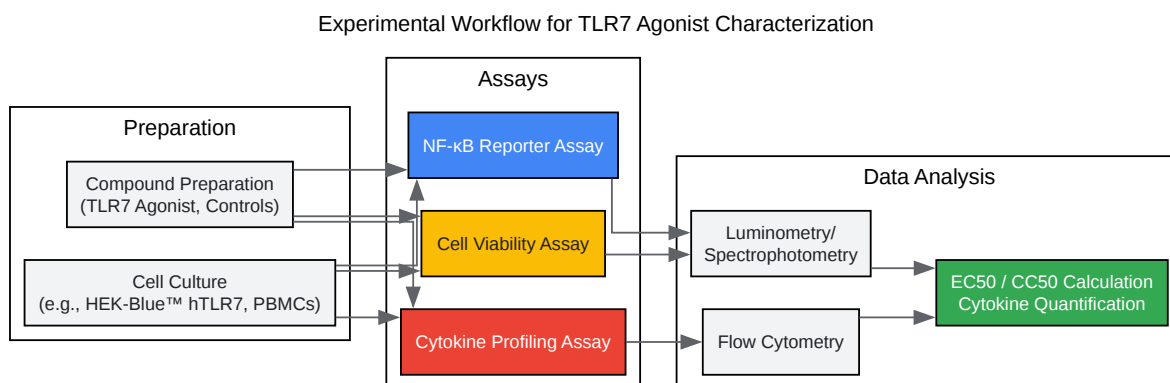 Experimental Workflow for TLR7 Agonist Characterization
Preparation
Compound Preparation
(TLR7 Agonist, Controls)
Cell Culture
(e.g., HEK-Blue™ hTLR7, PBMCs)
Assays
NF-κB Reporter Assay
Cell Viability Assay
Cytokine Profiling Assay
Data Analysis
Luminometry/
Spectrophotometry
Flow Cytometry
EC50 / CC50 Calculation
Cytokine Quantification